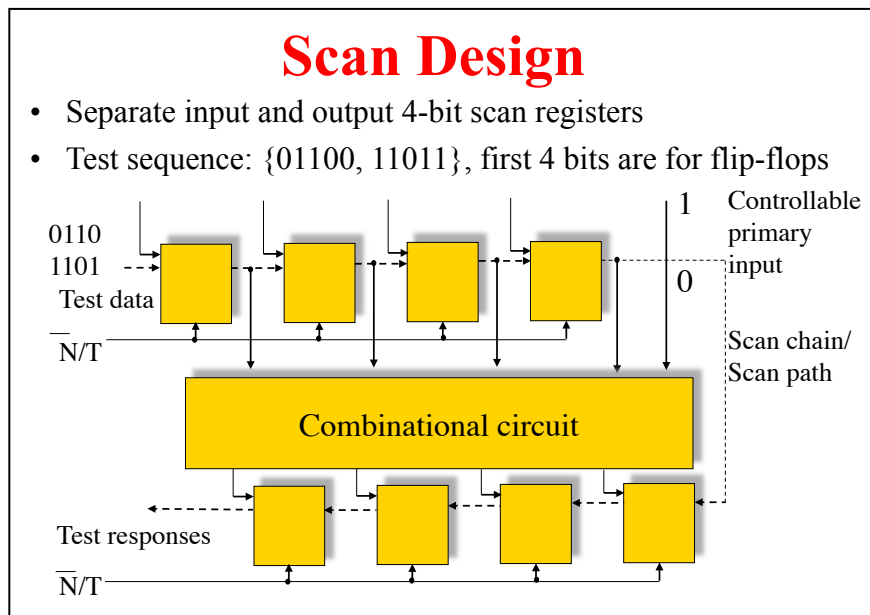 Scan Design
• Separate input and output 4-bit scan registers
• Test sequence: {01100, 11011}, first 4 bits are for flip-flops
0110
1101
Test data
N̅/T
1
0
Controllable
primary
input
Scan chain/
Scan path
Combinational circuit
Test responses
N̅/T